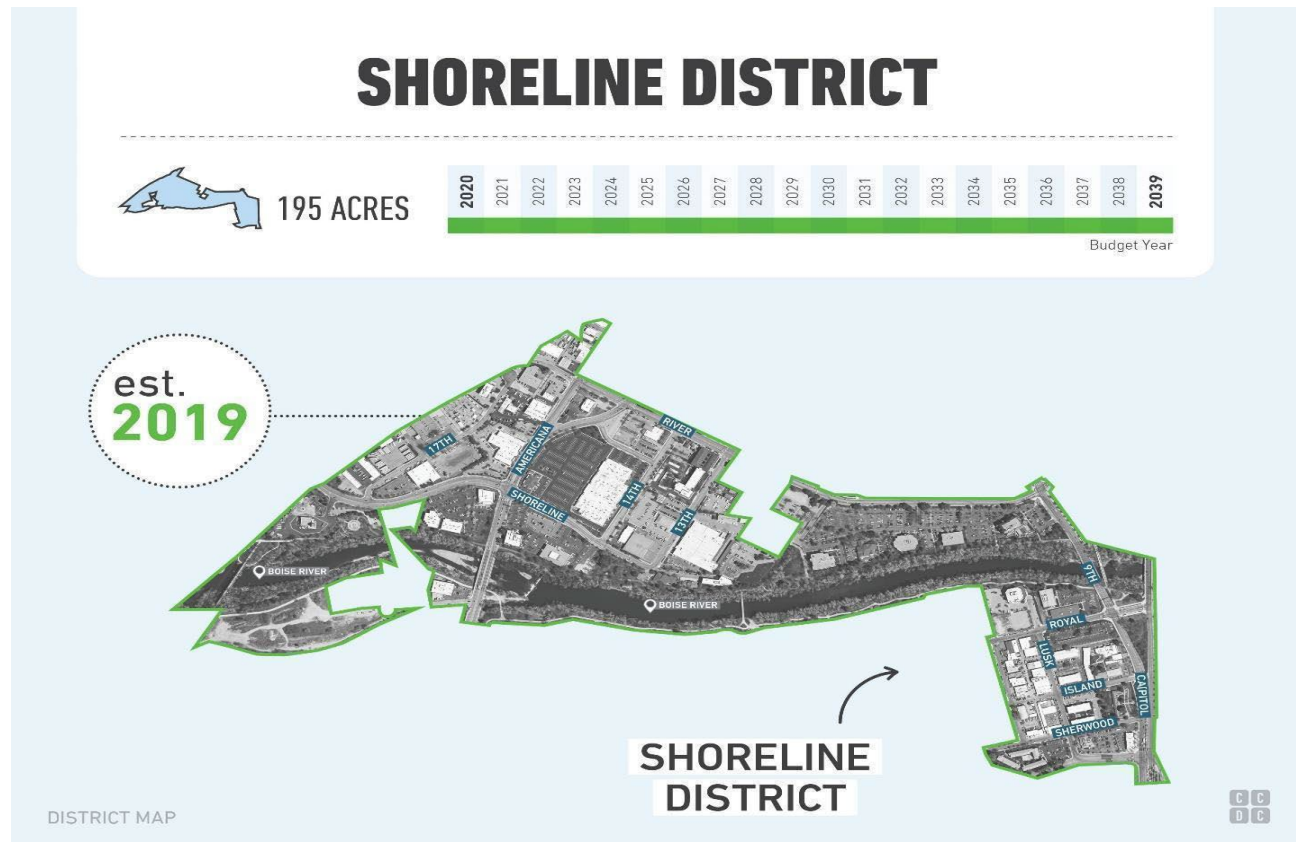 SHORELINE DISTRICT
195 ACRES
2020 2021 2022 2023 2024 2025 2026 2027 2028 2029 2030 2031 2032 2033 2034 2035 2036 2037 2038 2039
Budget Year
est.
2019
17TH
AMERICANA
RIVER
SHORELINE
14TH
13TH
BOISE RIVER
BOISE RIVER
9TH
ROYAL
LUSK
ISLAND
CAPITOL
SHERWOOD
SHORELINE
DISTRICT
DISTRICT MAP
C C
D C